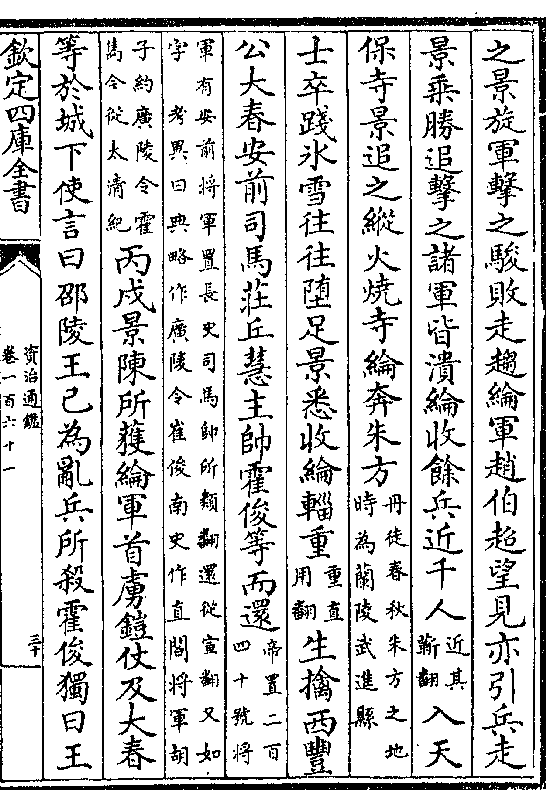 之景旋軍擊之駿敗走趨綸軍趙伯超望見亦引兵走
景乘勝追擊之諸軍皆潰綸收餘兵近千人近其靳翻入天
保寺景追之縱火燒寺綸奔朱方丹徒春秋朱方之地時為蘭陵武進縣
士卒踐氷雪往往墮足景悉收綸輜重重直用翻生擒西豐
公大春安前司馬莊丘慧主帥霍俊等而還帝置二百四十號將
軍有安前將軍置長史司馬帥所類翻還從宣翻又如字考異曰典略作廣陵令崔俊南史作直閤將軍胡
子約廣陵令霍嶲今從太清紀丙戌景陳所獲綸軍首虜鎧仗及大春
等於城下使言曰邵陵王已為亂兵所殺霍俊獨曰王
欽定四庫全書
資治通鑑
卷一百六十一
三十